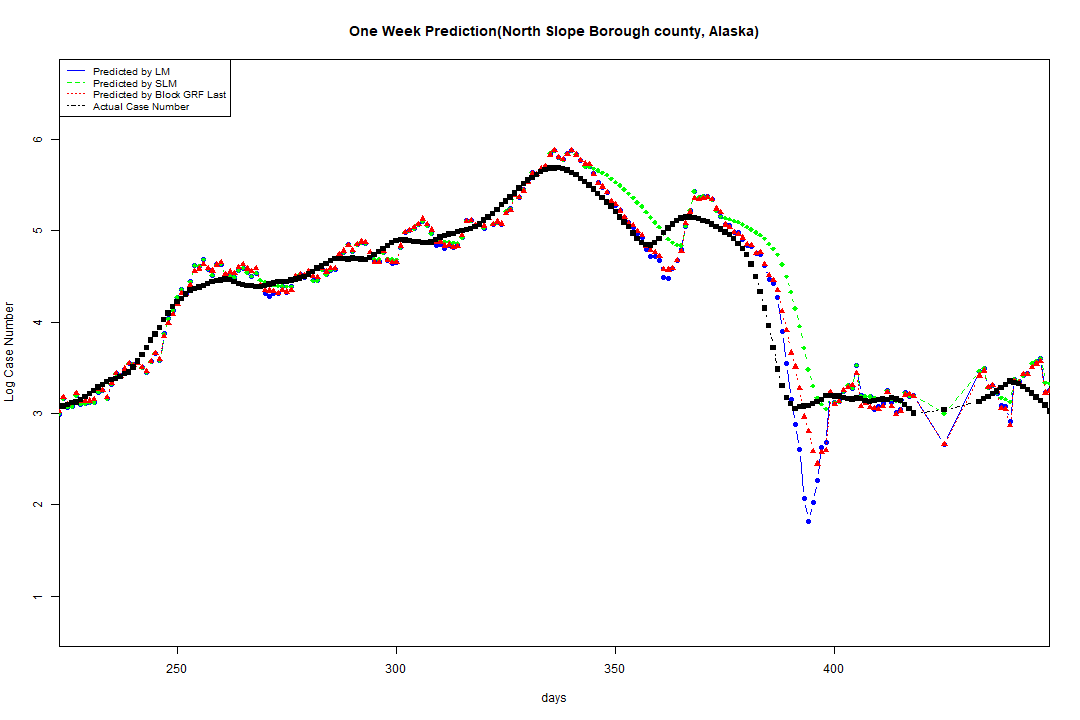 One Week Prediction(North Slope Borough county, Alaska)
Predicted by LM
Predicted by SLM
Predicted by Block GRF Last
Actual Case Number
6
5
4
3
2
1
Log Case Number
250 300 350 400
days